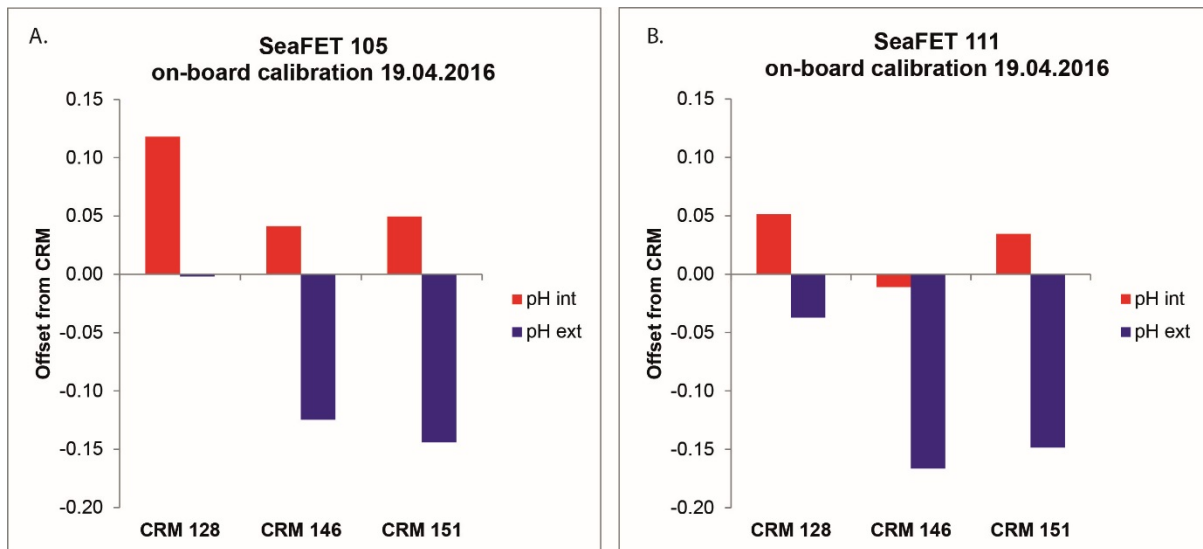 A.
SeaFET 105
on-board calibration 19.04.2016
Offset from CRM
0.15
0.10
0.05
0.00
-0.05
-0.10
-0.15
-0.20
CRM 128 CRM 146 CRM 151
pH int
pH ext
B.
SeaFET 111
on-board calibration 19.04.2016
Offset from CRM
0.15
0.10
0.05
0.00
-0.05
-0.10
-0.15
-0.20
CRM 128 CRM 146 CRM 151
pH int
pH ext